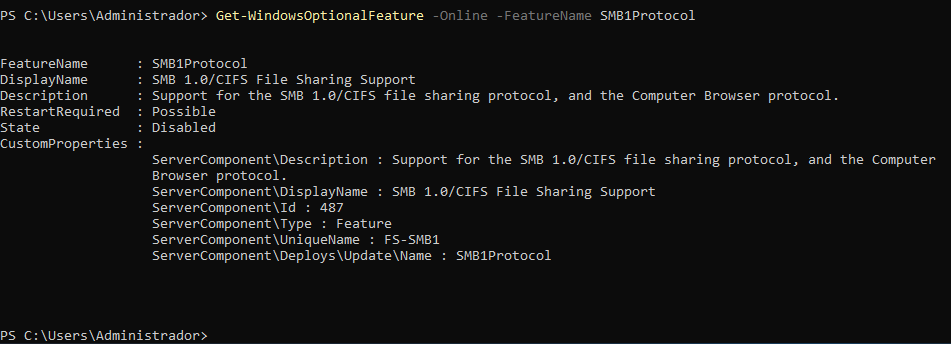 PS C:\Users\Administrador> Get-WindowsOptionalFeature -Online -FeatureName SMB1Protocol
FeatureName      : SMB1Protocol
DisplayName      : SMB 1.0/CIFS File Sharing Support
Description      : Support for the SMB 1.0/CIFS file sharing protocol, and the Computer Browser protocol.
RestartRequired  : Possible
State            : Disabled
CustomProperties :
                   ServerComponent\Description : Support for the SMB 1.0/CIFS file sharing protocol, and the Computer
                   Browser protocol.
                   ServerComponent\DisplayName : SMB 1.0/CIFS File Sharing Support
                   ServerComponent\Id : 487
                   ServerComponent\Type : Feature
                   ServerComponent\UniqueName : FS-SMB1
                   ServerComponent\Deploys\Update\Name : SMB1Protocol
PS C:\Users\Administrador>